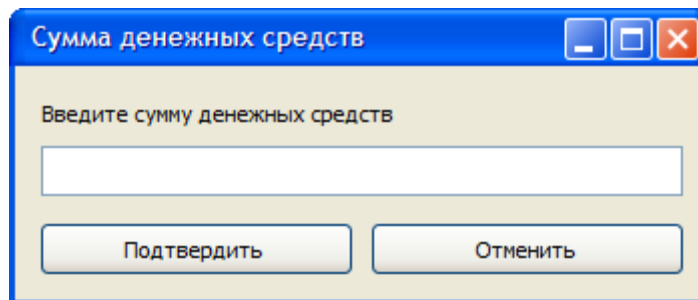 Сумма денежных средств
Введите сумму денежных средств
Подтвердить
Отменить